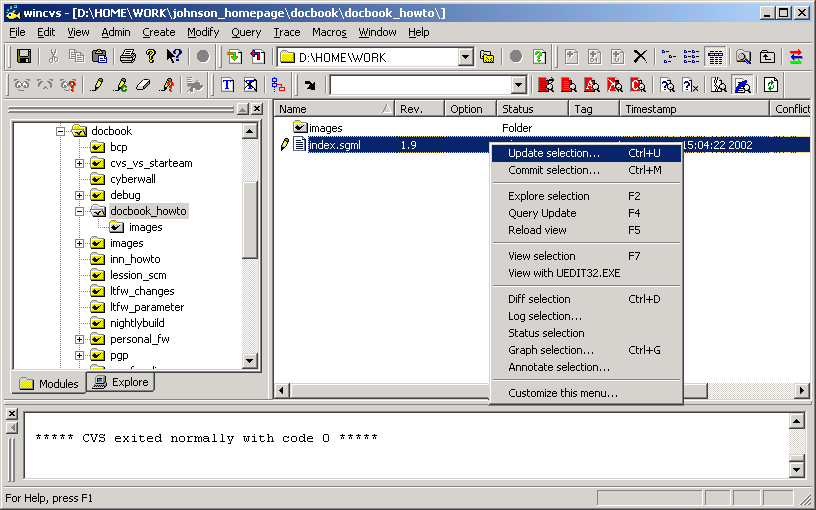 wincvs - [D:\HOME\WORK\johnson_homepage\docbook\docbook_howto\]
File Edit View Admin Create Modify Query Trace Macros Window Help
D:\HOME\WORK
docbook
bcp
cvs_vs_starteam
cyberwall
debug
docbook_howto
images
images
inn_howto
lession_scm
ltfw_changes
ltfw_parameter
nightlybuild
personal_fw
pgp
Modules Explore
Name Rev. Option Status Tag Timestamp Conflict
images Folder
index.sgml 1.9 15:04:22 2002
Update selection... Ctrl+U
Commit selection... Ctrl+M
Explore selection F2
Query Update F4
Reload view F5
View selection F7
View with UEDIT32.EXE
Diff selection Ctrl+D
Log selection...
Status selection
Graph selection... Ctrl+G
Annotate selection...
Customize this menu...
***** CVS exited normally with code 0 *****
For Help, press F1